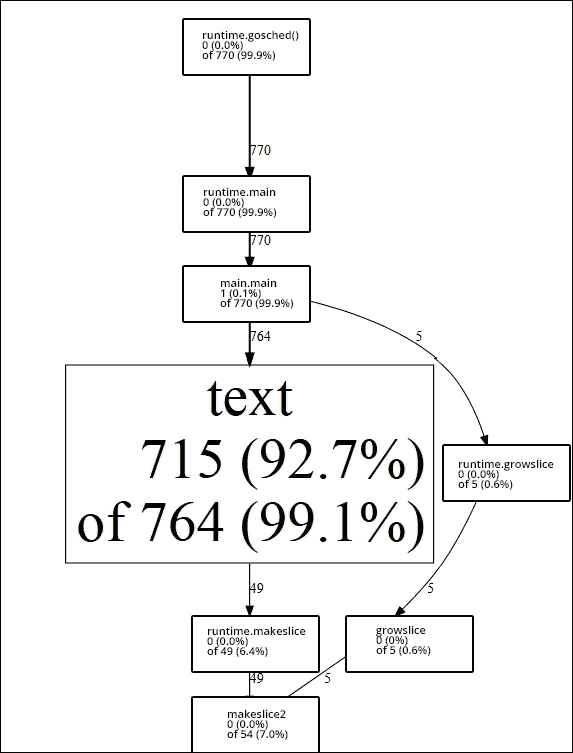 runtime.gosched()
0 (0.0%)
of 770 (99.9%)
770
runtime.main
0 (0.0%)
of 770 (99.9%)
770
main.main
1 (0.1%)
of 770 (99.9%)
764
5
text
715 (92.7%)
of 764 (99.1%)
runtime.growslice
0 (0.0%)
of 5 (0.6%)
49
5
runtime.makeslice
0 (0.0%)
of 49 (6.4%)
growslice
0 (0%)
of 5 (0.6%)
49
5
makeslice2
0 (0.0%)
of 54 (7.0%)